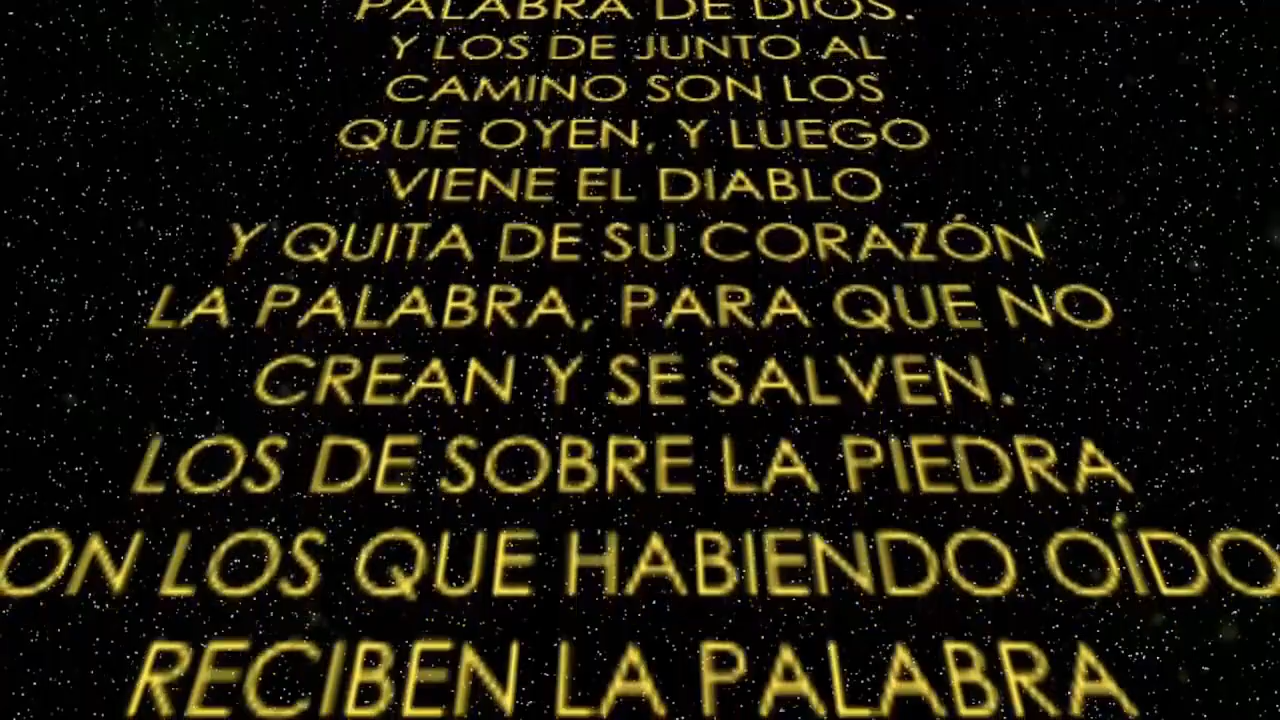 PALABRA DE DIOS.
Y LOS DE JUNTO AL
CAMINO SON LOS
QUE OYEN, Y LUEGO
VIENE EL DIABLO
Y QUITA DE SU CORAZÓN
LA PALABRA, PARA QUE NO
CREAN Y SE SALVEN.
LOS DE SOBRE LA PIEDRA
ON LOS QUE HABIENDO OÍDO
RECIBEN LA PALABRA